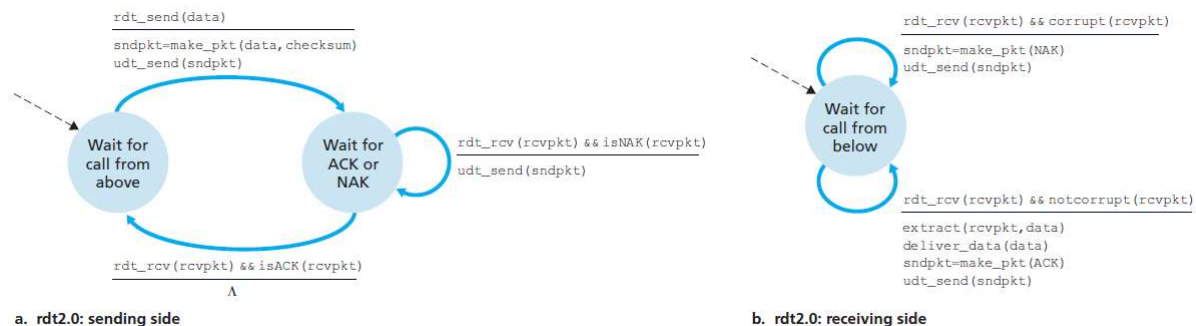 rdt_send(data)
sndpkt=make_pkt(data,checksum)
udt_send(sndpkt)
Wait for
call from
above
Wait for
ACK or
NAK
rdt_rcv(rcvpkt) && isNAK(rcvpkt)
udt_send(sndpkt)
rdt_rcv(rcvpkt) && isACK(rcvpkt)
Λ
a. rdt2.0: sending side
rdt_rcv(rcvpkt) && corrupt(rcvpkt)
sndpkt=make_pkt(NAK)
udt_send(sndpkt)
Wait for
call from
below
rdt_rcv(rcvpkt) && notcorrupt(rcvpkt)
extract(rcvpkt,data)
deliver_data(data)
sndpkt=make_pkt(ACK)
udt_send(sndpkt)
b. rdt2.0: receiving side